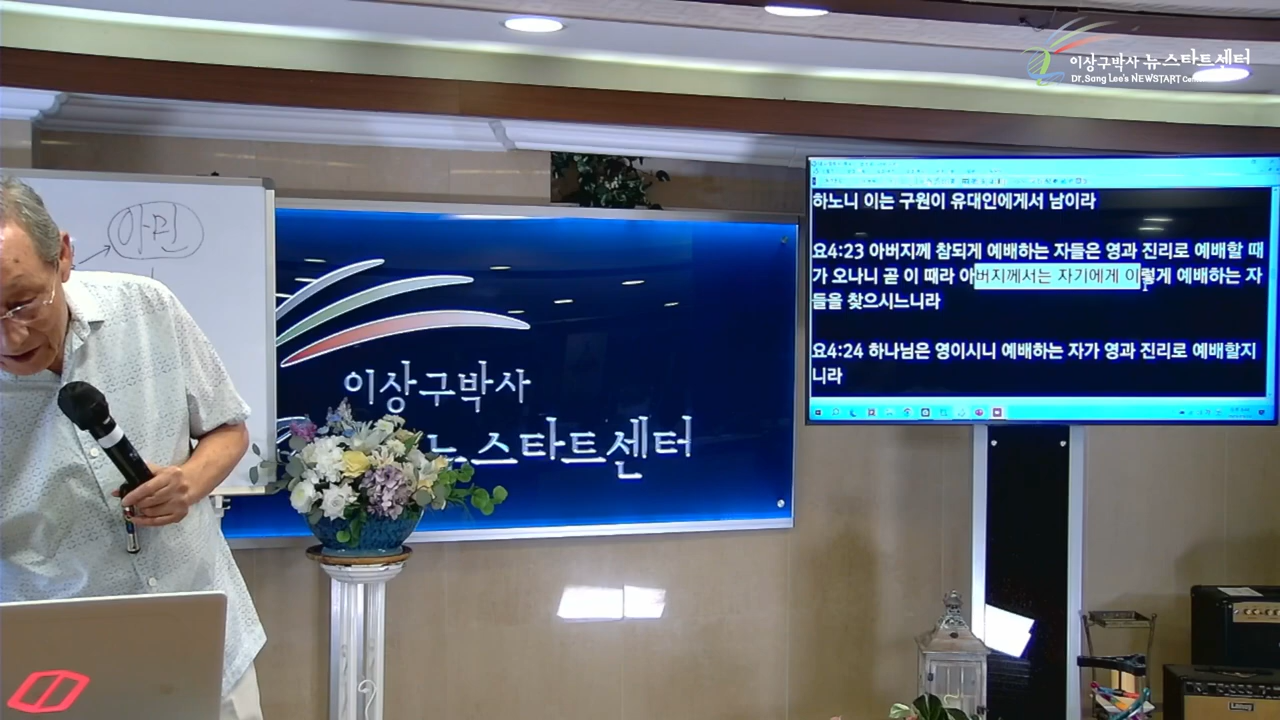 이상구박사 뉴스타트센터
Dr. Sang Lee's NEWSTART
아민
이상구박사
뉴스타트센터
하노니 이는 구원이 유대인에게서 남이라
요4:23 아버지께 참되게 예배하는 자들은 영과 진리로 예배할 때
가 오나니 곧 이 때라 아버지께서는 자기에게 이렇게 예배하는 자
들을 찾으시느니라
요4:24 하나님은 영이시니 예배하는 자가 영과 진리로 예배할지
니라
Laney